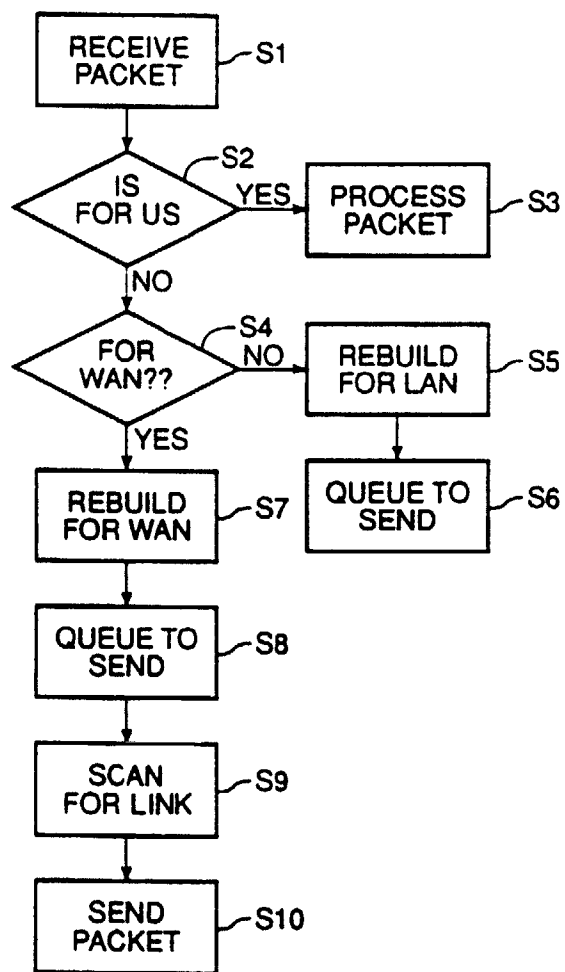 RECEIVE
PACKET
S1
IS
FOR US
S2
YES
PROCESS
PACKET
S3
NO
FOR
WAN??
S4
NO
REBUILD
FOR LAN
S5
YES
QUEUE TO
SEND
S6
REBUILD
FOR WAN
S7
QUEUE TO
SEND
S8
SCAN
FOR LINK
S9
SEND
PACKET
S10